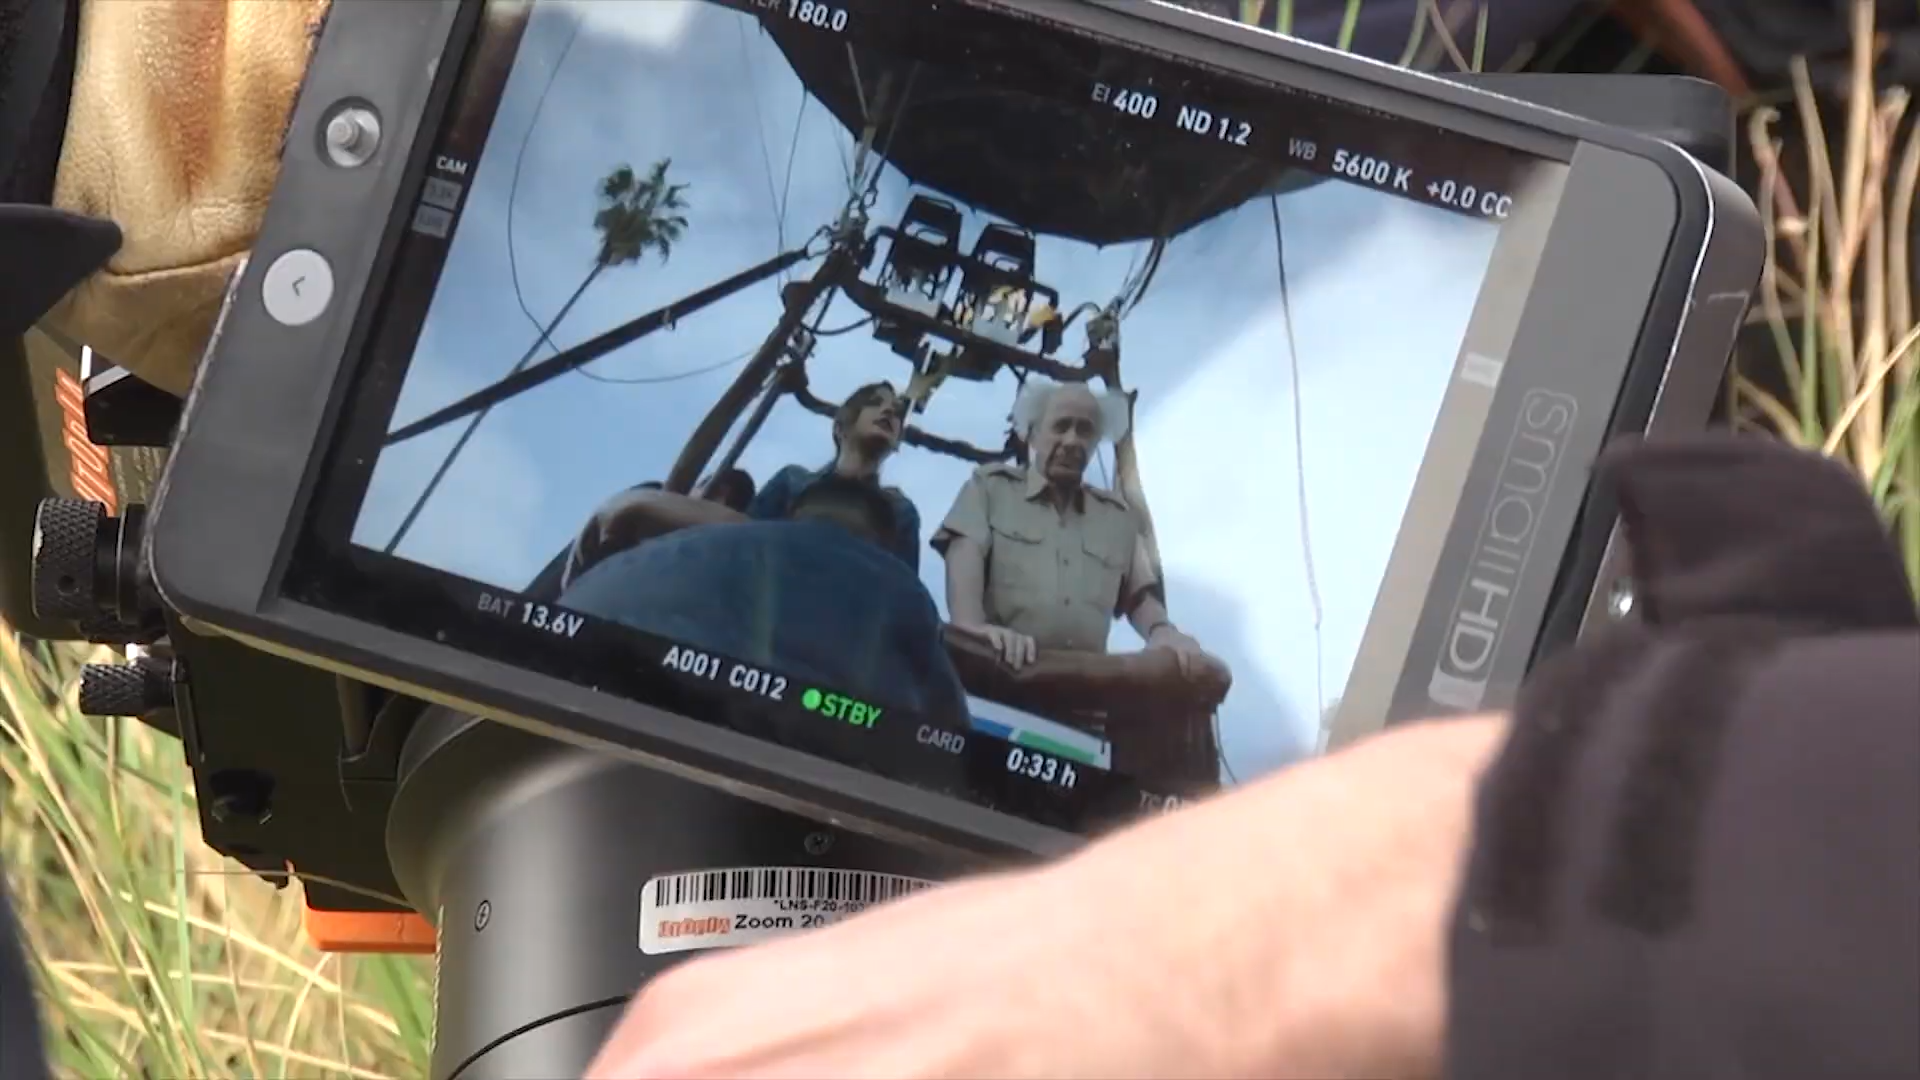 180.0
EI 400 ND 1.2 WB 5600 K +0.0 CC
CAM
BAT 13.6V
A001 C012 STBY CARD
0:33 h
smallHD
Zoom 20